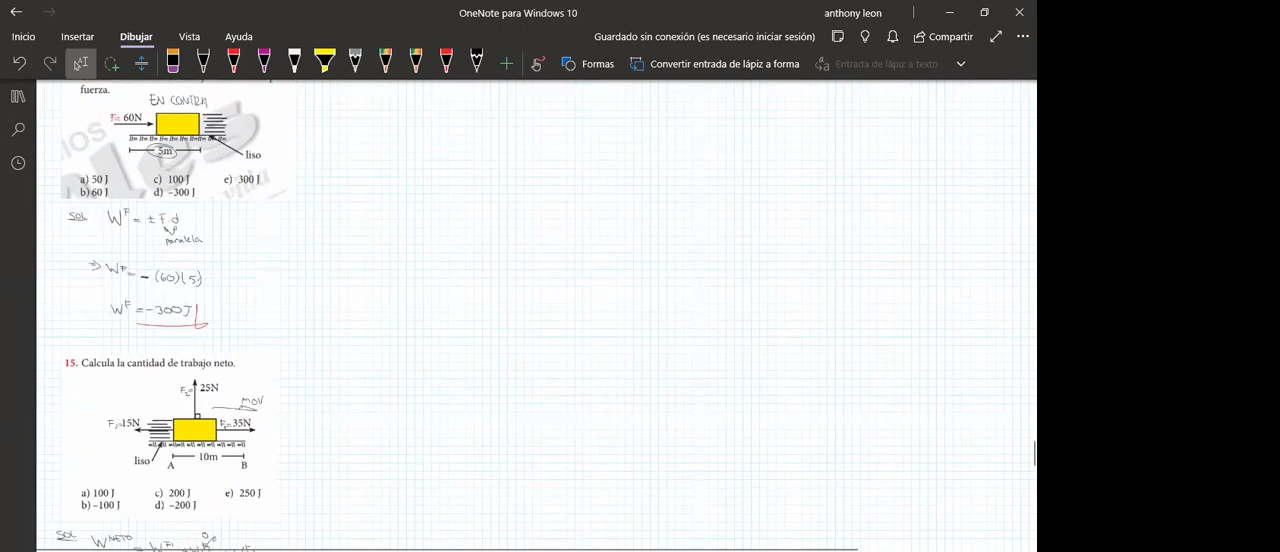 OneNote para Windows 10
anthony leon
Inicio Insertar Dibujar Vista Ayuda
Guardado sin conexión (es necesario iniciar sesión) Compartir
Formas Convertir entrada de lápiz a forma Entrada de lápiz a texto
fuerza.
EN CONTRA
F= 60N
5m
liso
a) 50 J c) 100 J e) 300 J
b) 60 J d) –300 J
SOL W^F = ± F.d
paralela
⇒ W^F = - (60)(5)
W^F = -300J
15. Calcula la cantidad de trabajo neto.
F2= 25N
MOV
F1=15N 35N
liso A 10m B
a) 100 J c) 200 J e) 250 J
b) –100 J d) –200 J
SOL W^NETO = W^F1